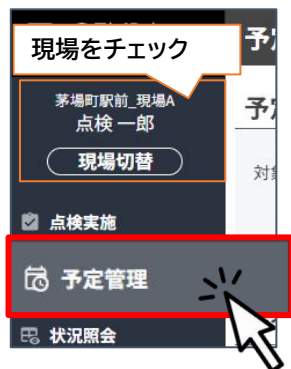 現場をチェック
予定
茅場町駅前_現場A
点検 一郎
現場切替
予定
対象
点検実施
予定管理
状況照会